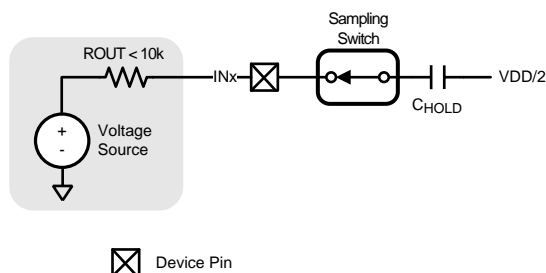 Sampling
Switch
ROUT < 10k
INx
VDD/2
CHOLD
+
Voltage
-
Source
Device Pin